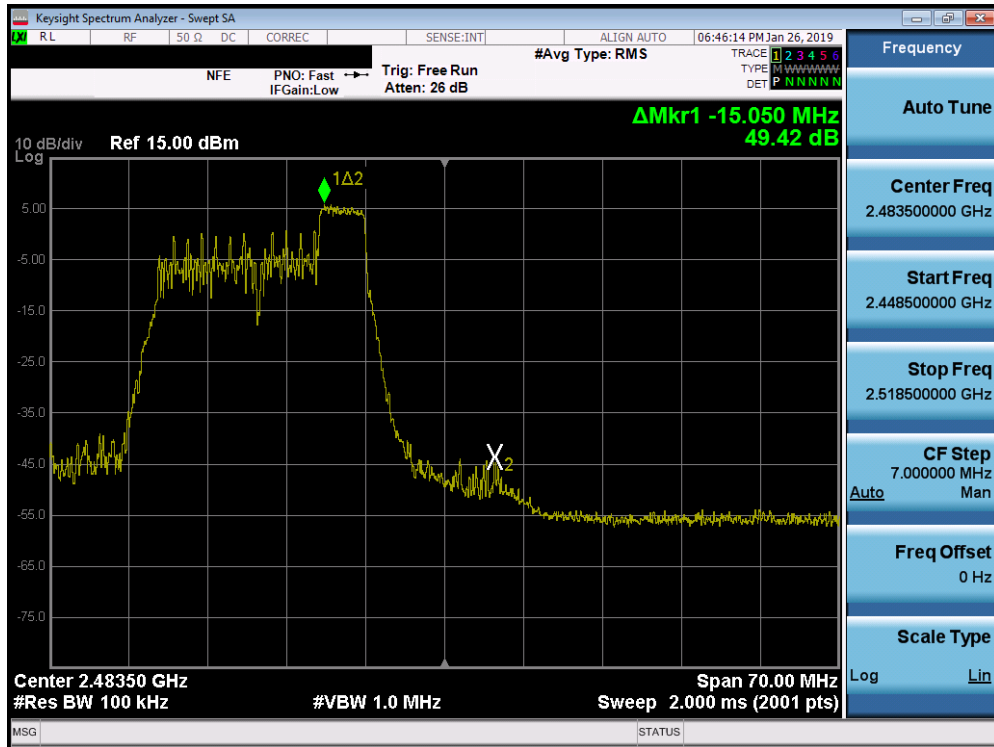 Keysight Spectrum Analyzer - Swept SA
LXI RL RF 50 Ω DC CORREC SENSE:INT ALIGN AUTO 06:46:14 PM Jan 26, 2019
Frequency
NFE PNO: Fast Trig: Free Run #Avg Type: RMS TRACE 1 2 3 4 5 6
IFGain:Low Atten: 26 dB TYPE M W W W W W
DET P N N N N N
Auto Tune
ΔMkr1 -15.050 MHz
49.42 dB
10 dB/div Ref 15.00 dBm
Log
1Δ2
5.00
-5.00
-15.0
-25.0
-35.0
-45.0
X2
-55.0
-65.0
-75.0
Center Freq
2.483500000 GHz
Start Freq
2.448500000 GHz
Stop Freq
2.518500000 GHz
CF Step
7.000000 MHz
Auto Man
Freq Offset
0 Hz
Scale Type
Log Lin
Center 2.48350 GHz Span 70.00 MHz
#Res BW 100 kHz #VBW 1.0 MHz Sweep 2.000 ms (2001 pts)
MSG STATUS